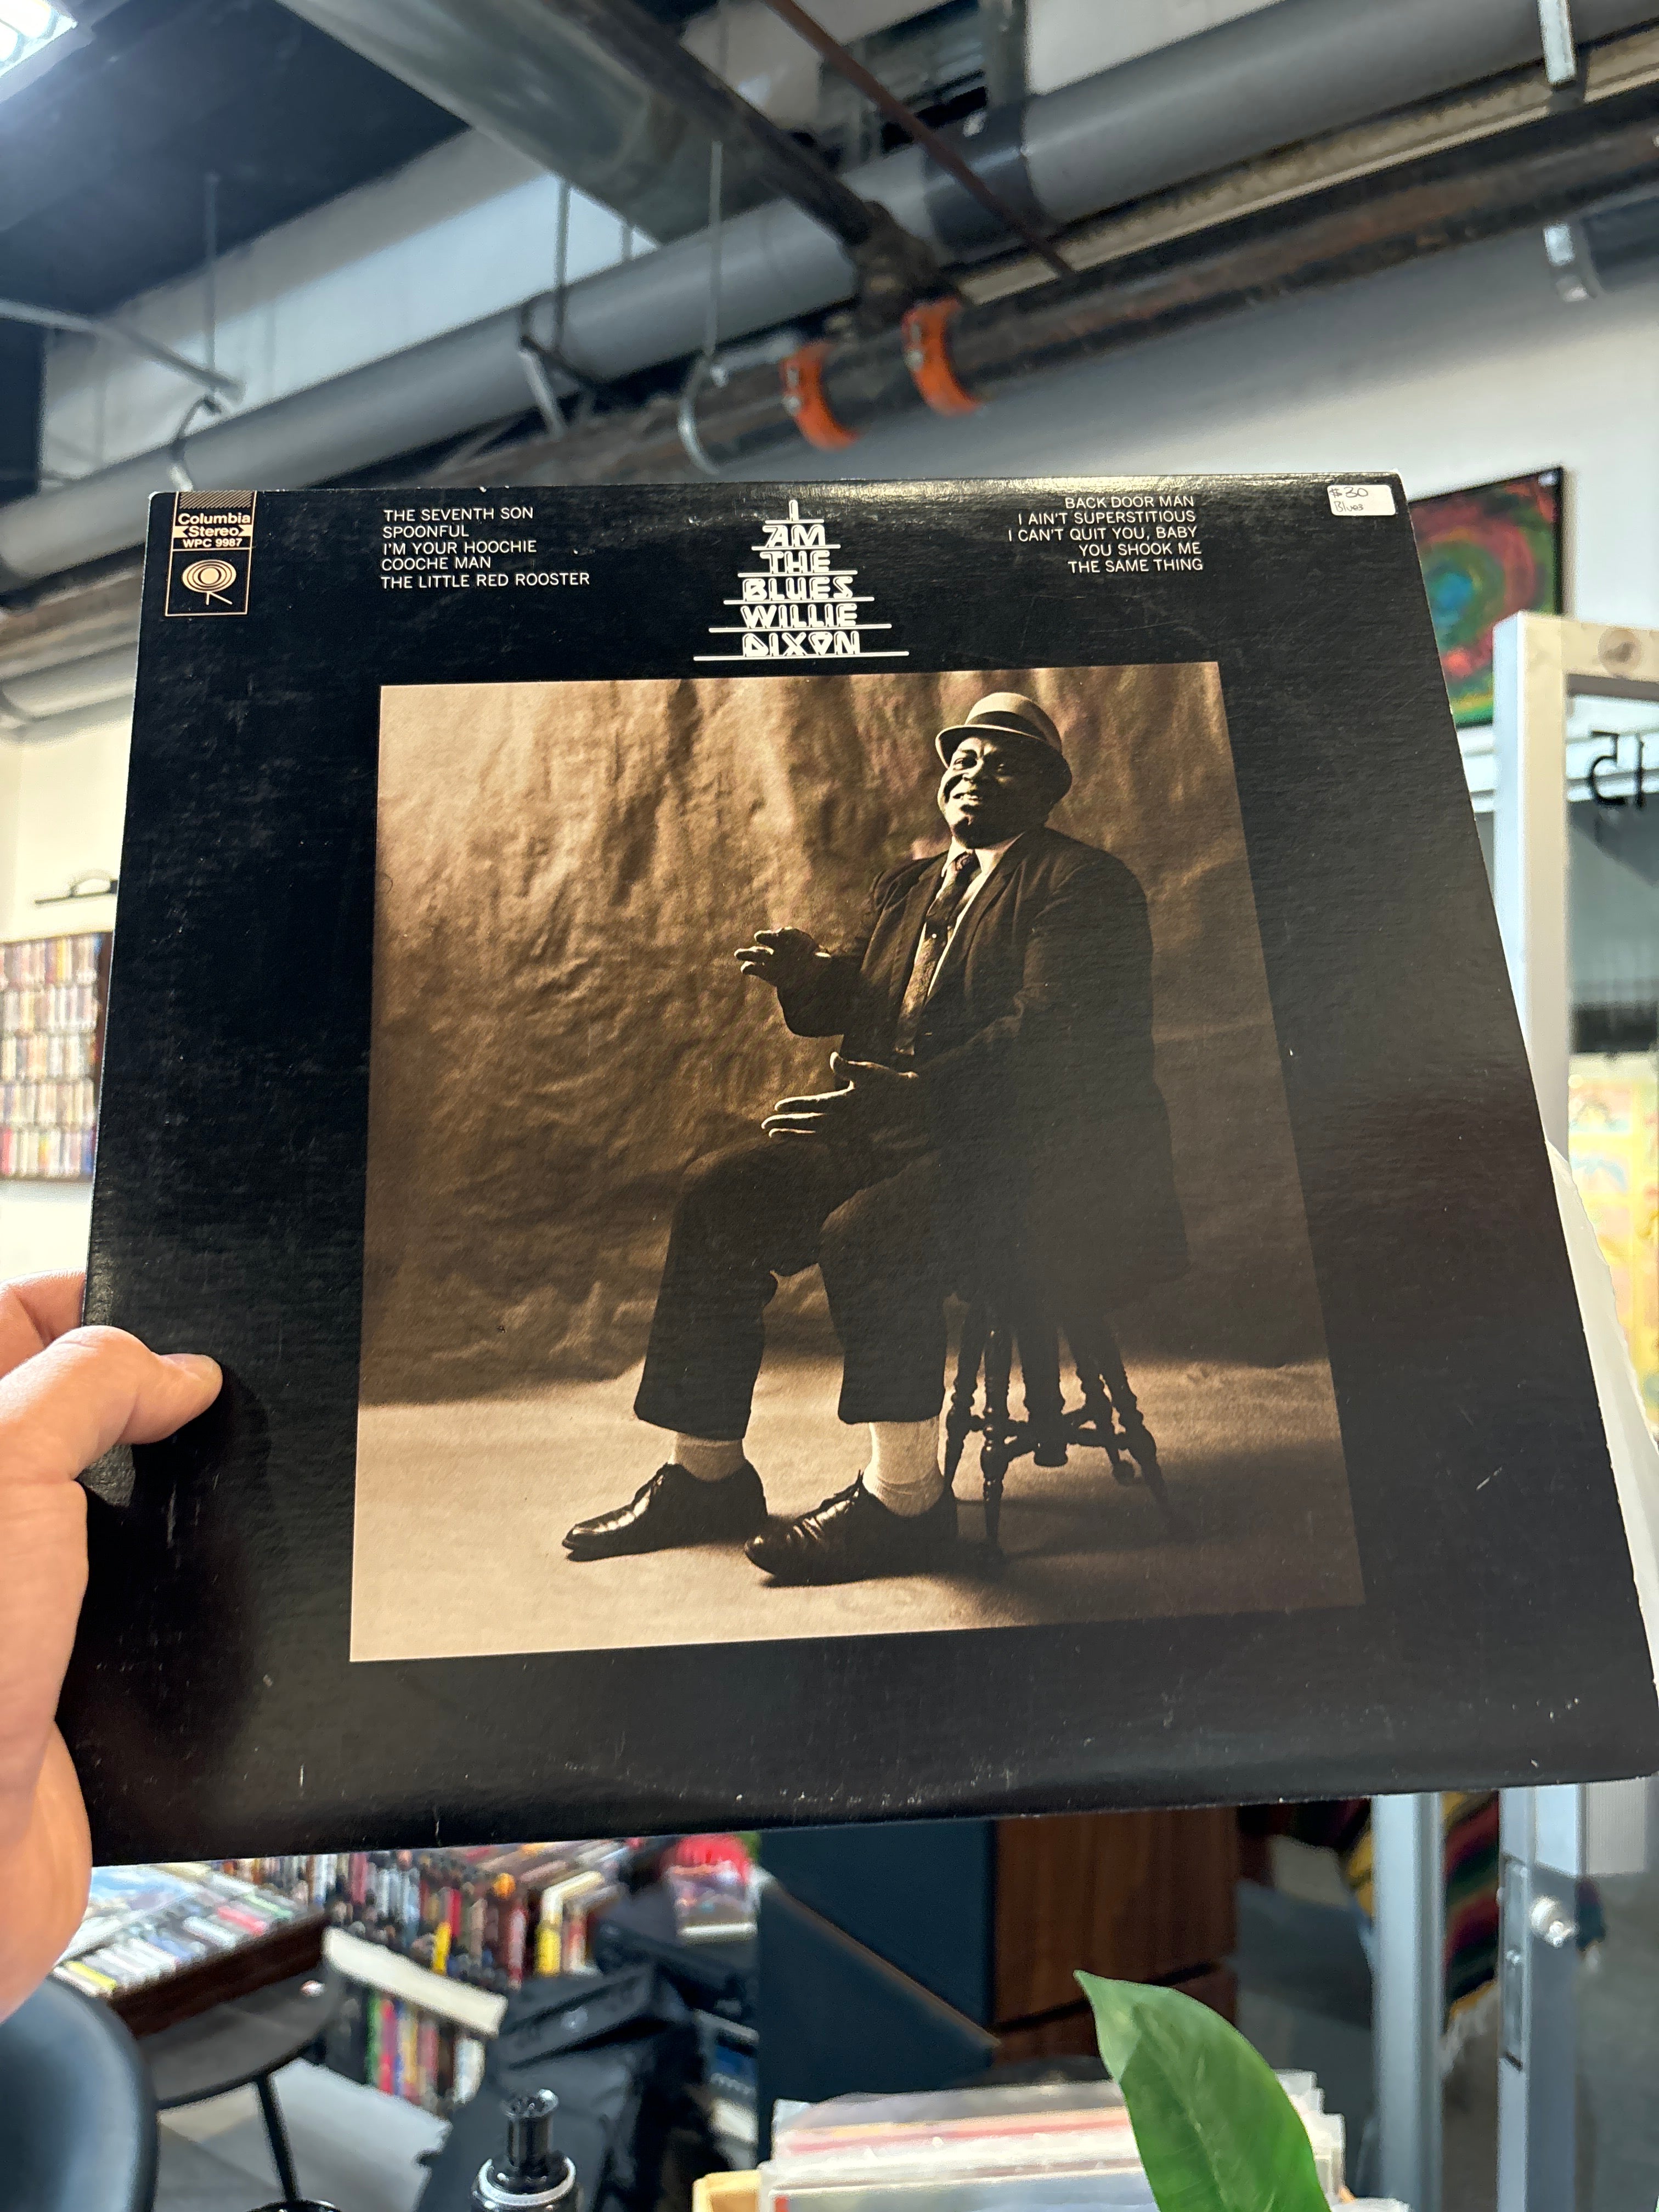 Columbia
Stereo
WPC 9987
THE SEVENTH SON
SPOONFUL
I'M YOUR HOOCHIE
COOCHE MAN
THE LITTLE RED ROOSTER
I
AM
THE
BLUES
WILLIE
DIXON
BACK DOOR MAN
I AIN'T SUPERSTITIOUS
I CAN'T QUIT YOU, BABY
YOU SHOOK ME
THE SAME THING
$30
Blues
15